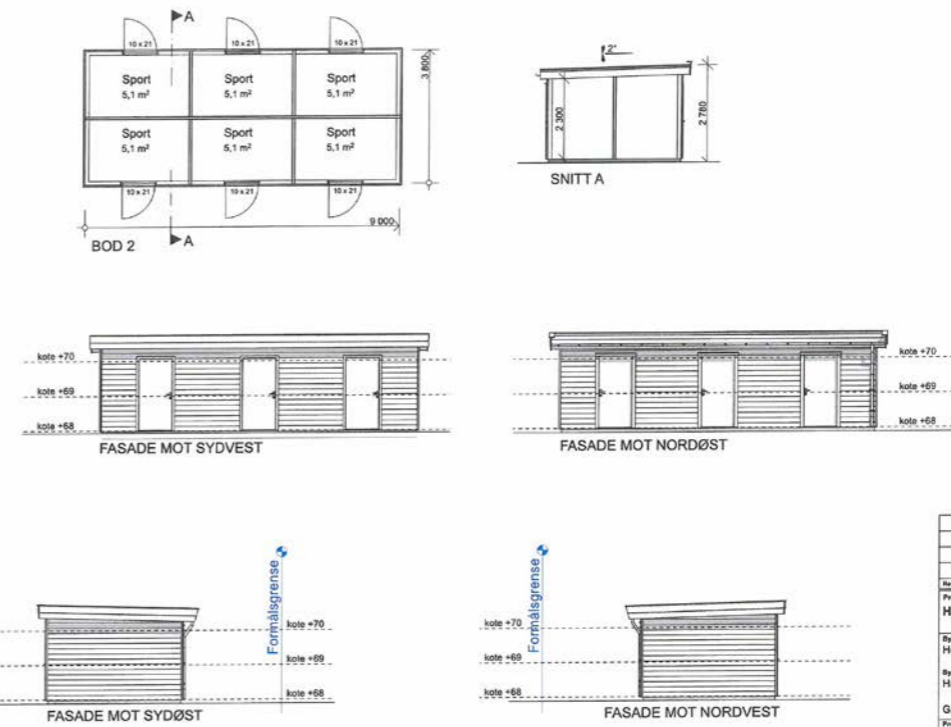 A
10 x 21
10 x 21
10 x 21
Sport
5,1 m²
Sport
5,1 m²
Sport
5,1 m²
3 800
Sport
5,1 m²
Sport
5,1 m²
Sport
5,1 m²
10 x 21
10 x 21
10 x 21
9 000
A
BOD 2
2°
2 300
2 780
SNITT A
kote +70
kote +69
kote +68
FASADE MOT SYDVEST
kote +70
kote +69
kote +68
FASADE MOT NORDØST
Formålsgrense
kote +70
kote +69
kote +68
FASADE MOT SYDØST
Formålsgrense
kote +70
kote +69
kote +68
FASADE MOT NORDVEST